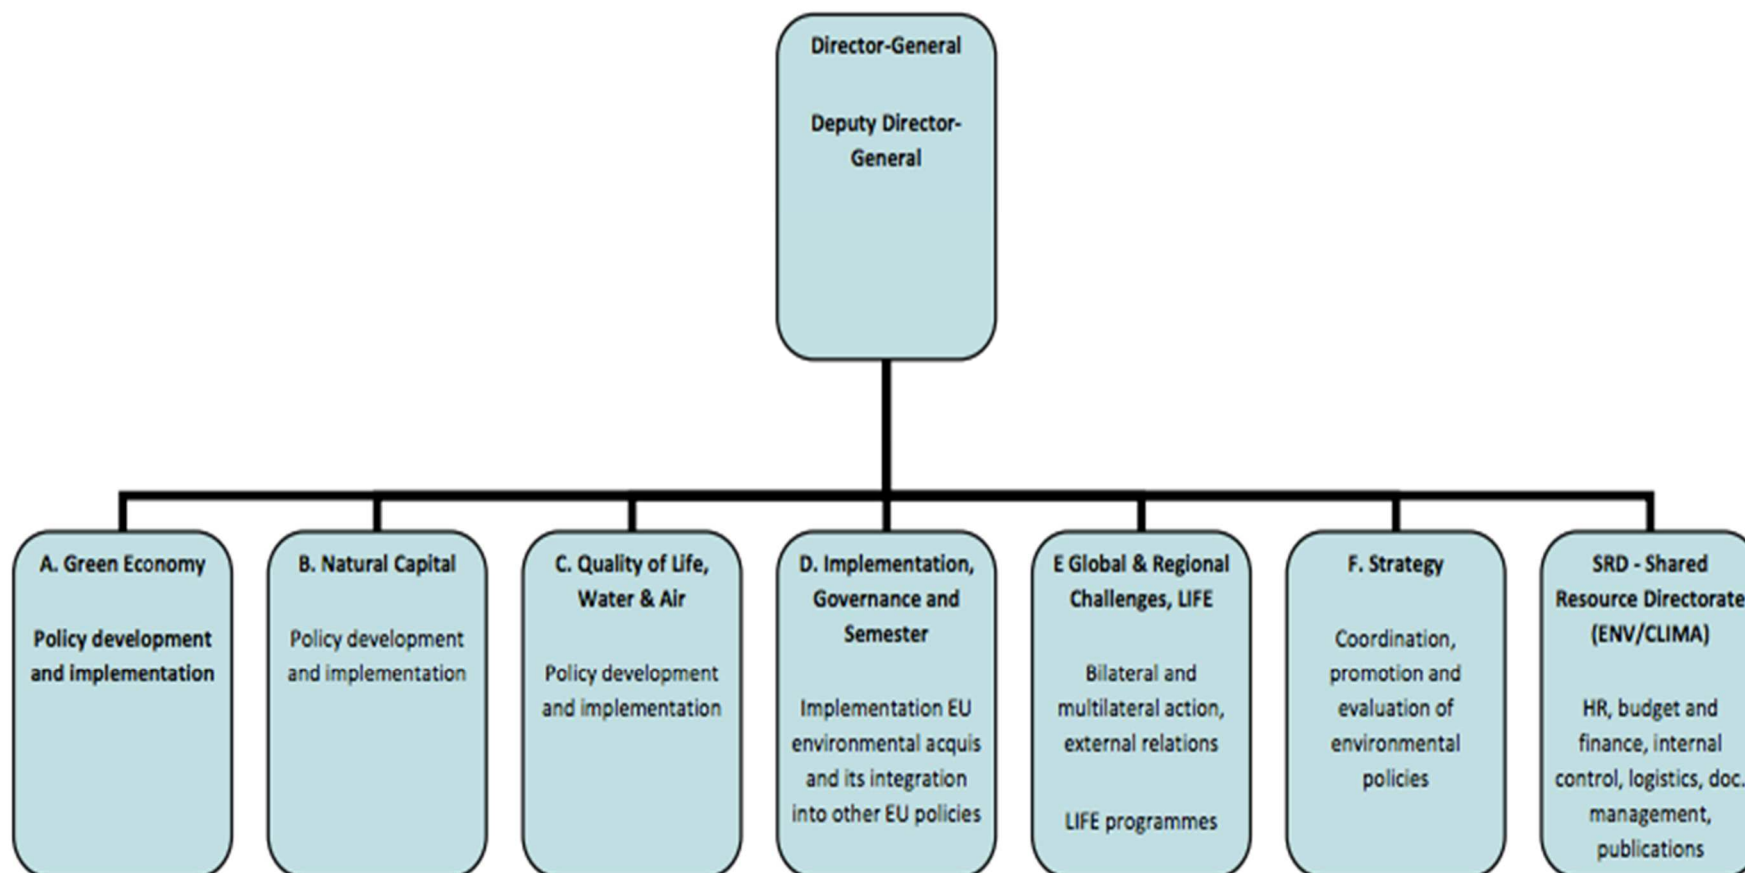 Director-General
Deputy Director-
General
A. Green Economy
Policy development
and implementation
B. Natural Capital
Policy development
and implementation
C. Quality of Life,
Water & Air
Policy development
and implementation
D. Implementation,
Governance and
Semester
Implementation EU
environmental acquis
and its integration
into other EU policies
E Global & Regional
Challenges, LIFE
Bilateral and
multilateral action,
external relations
LIFE programmes
F. Strategy
Coordination,
promotion and
evaluation of
environmental
policies
SRD - Shared
Resource Directorate
(ENV/CLIMA)
HR, budget and
finance, internal
control, logistics, doc.
management,
publications